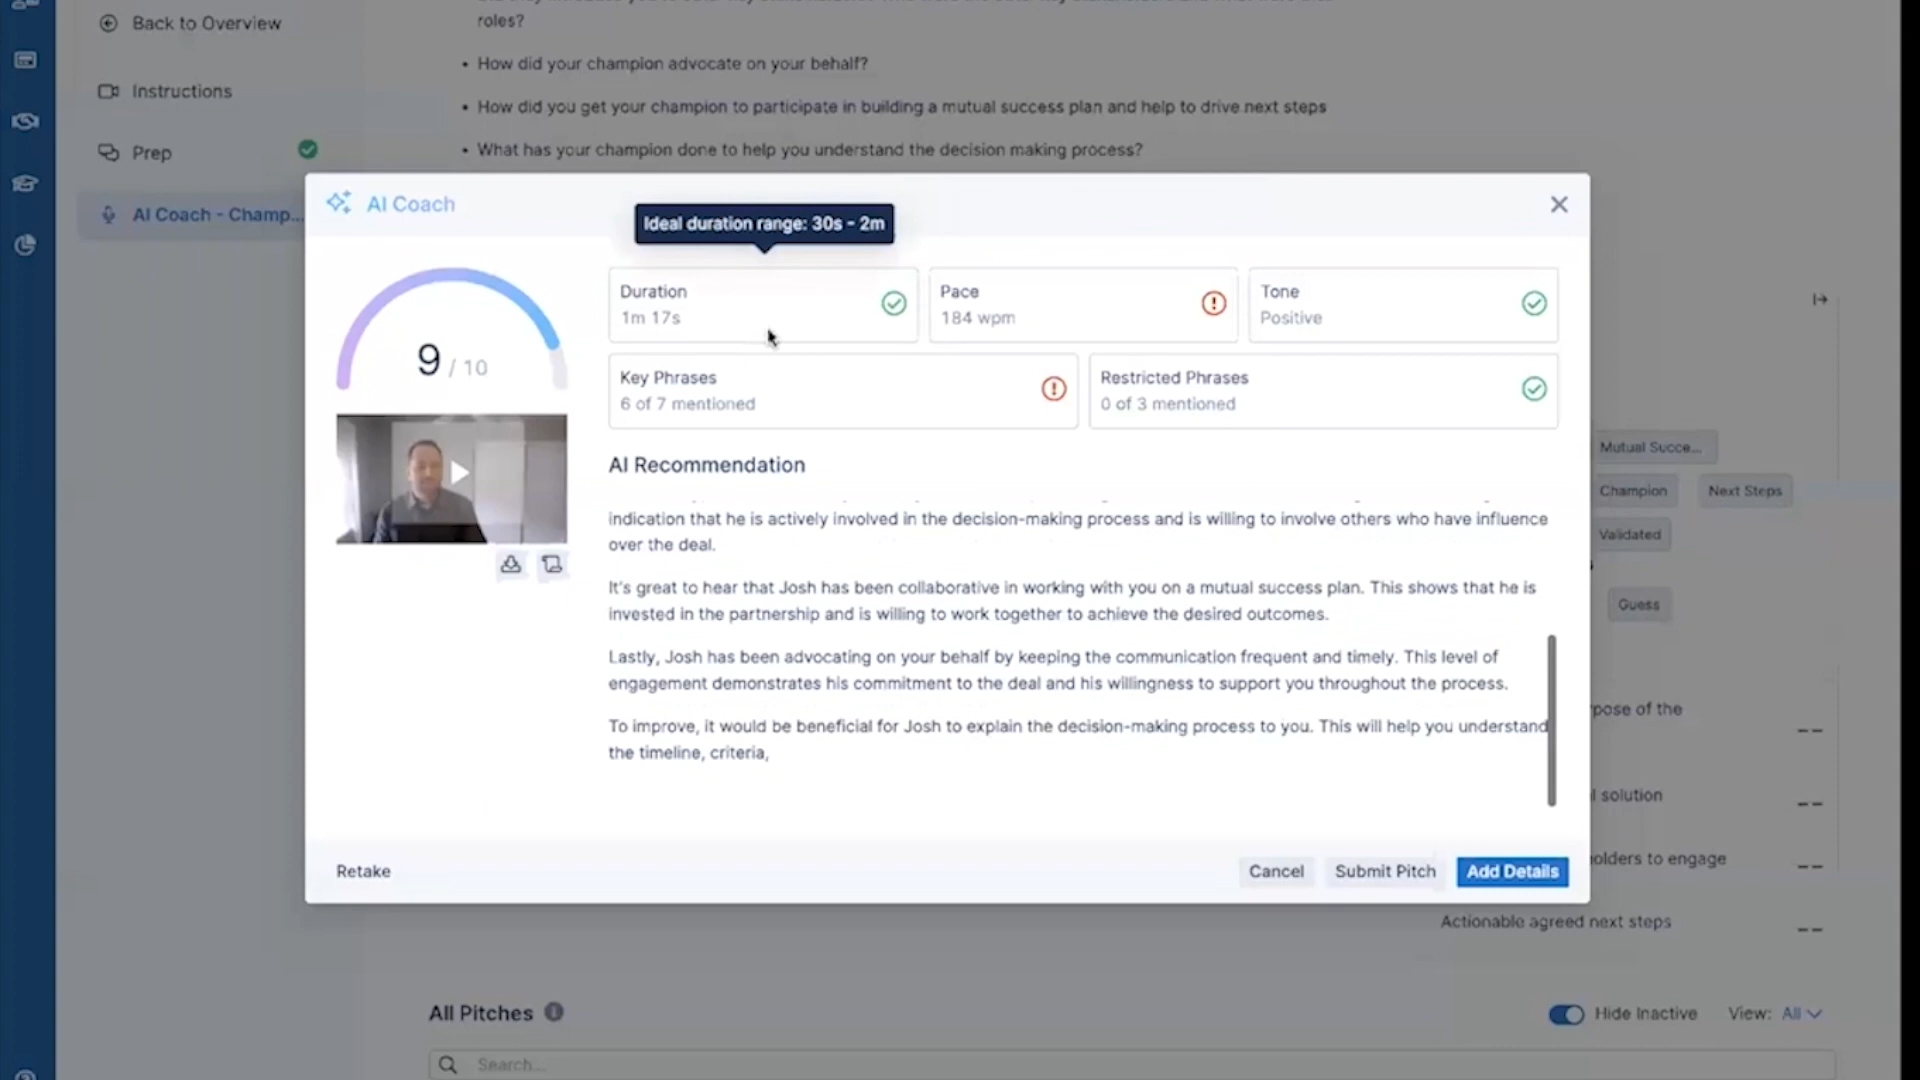 Back to Overview
Instructions
Prep
AI Coach - Champ...
roles?
• How did your champion advocate on your behalf?
• How did you get your champion to participate in building a mutual success plan and help to drive next steps
• What has your champion done to help you understand the decision making process?
AI Coach
Ideal duration range: 30s - 2m
9 / 10
Duration
1m 17s
Pace
184 wpm
Tone
Positive
Key Phrases
6 of 7 mentioned
Restricted Phrases
0 of 3 mentioned
AI Recommendation
indication that he is actively involved in the decision-making process and is willing to involve others who have influence
over the deal.
It's great to hear that Josh has been collaborative in working with you on a mutual success plan. This shows that he is
invested in the partnership and is willing to work together to achieve the desired outcomes.
Lastly, Josh has been advocating on your behalf by keeping the communication frequent and timely. This level of
engagement demonstrates his commitment to the deal and his willingness to support you throughout the process.
To improve, it would be beneficial for Josh to explain the decision-making process to you. This will help you understand
the timeline, criteria,
Retake
Cancel
Submit Pitch
Add Details
Mutual Succe...
Champion
Next Steps
Validated
Guess
pose of the
--
l solution
--
olders to engage
--
Actionable agreed next steps
--
All Pitches
Hide Inactive
View: All
Search...